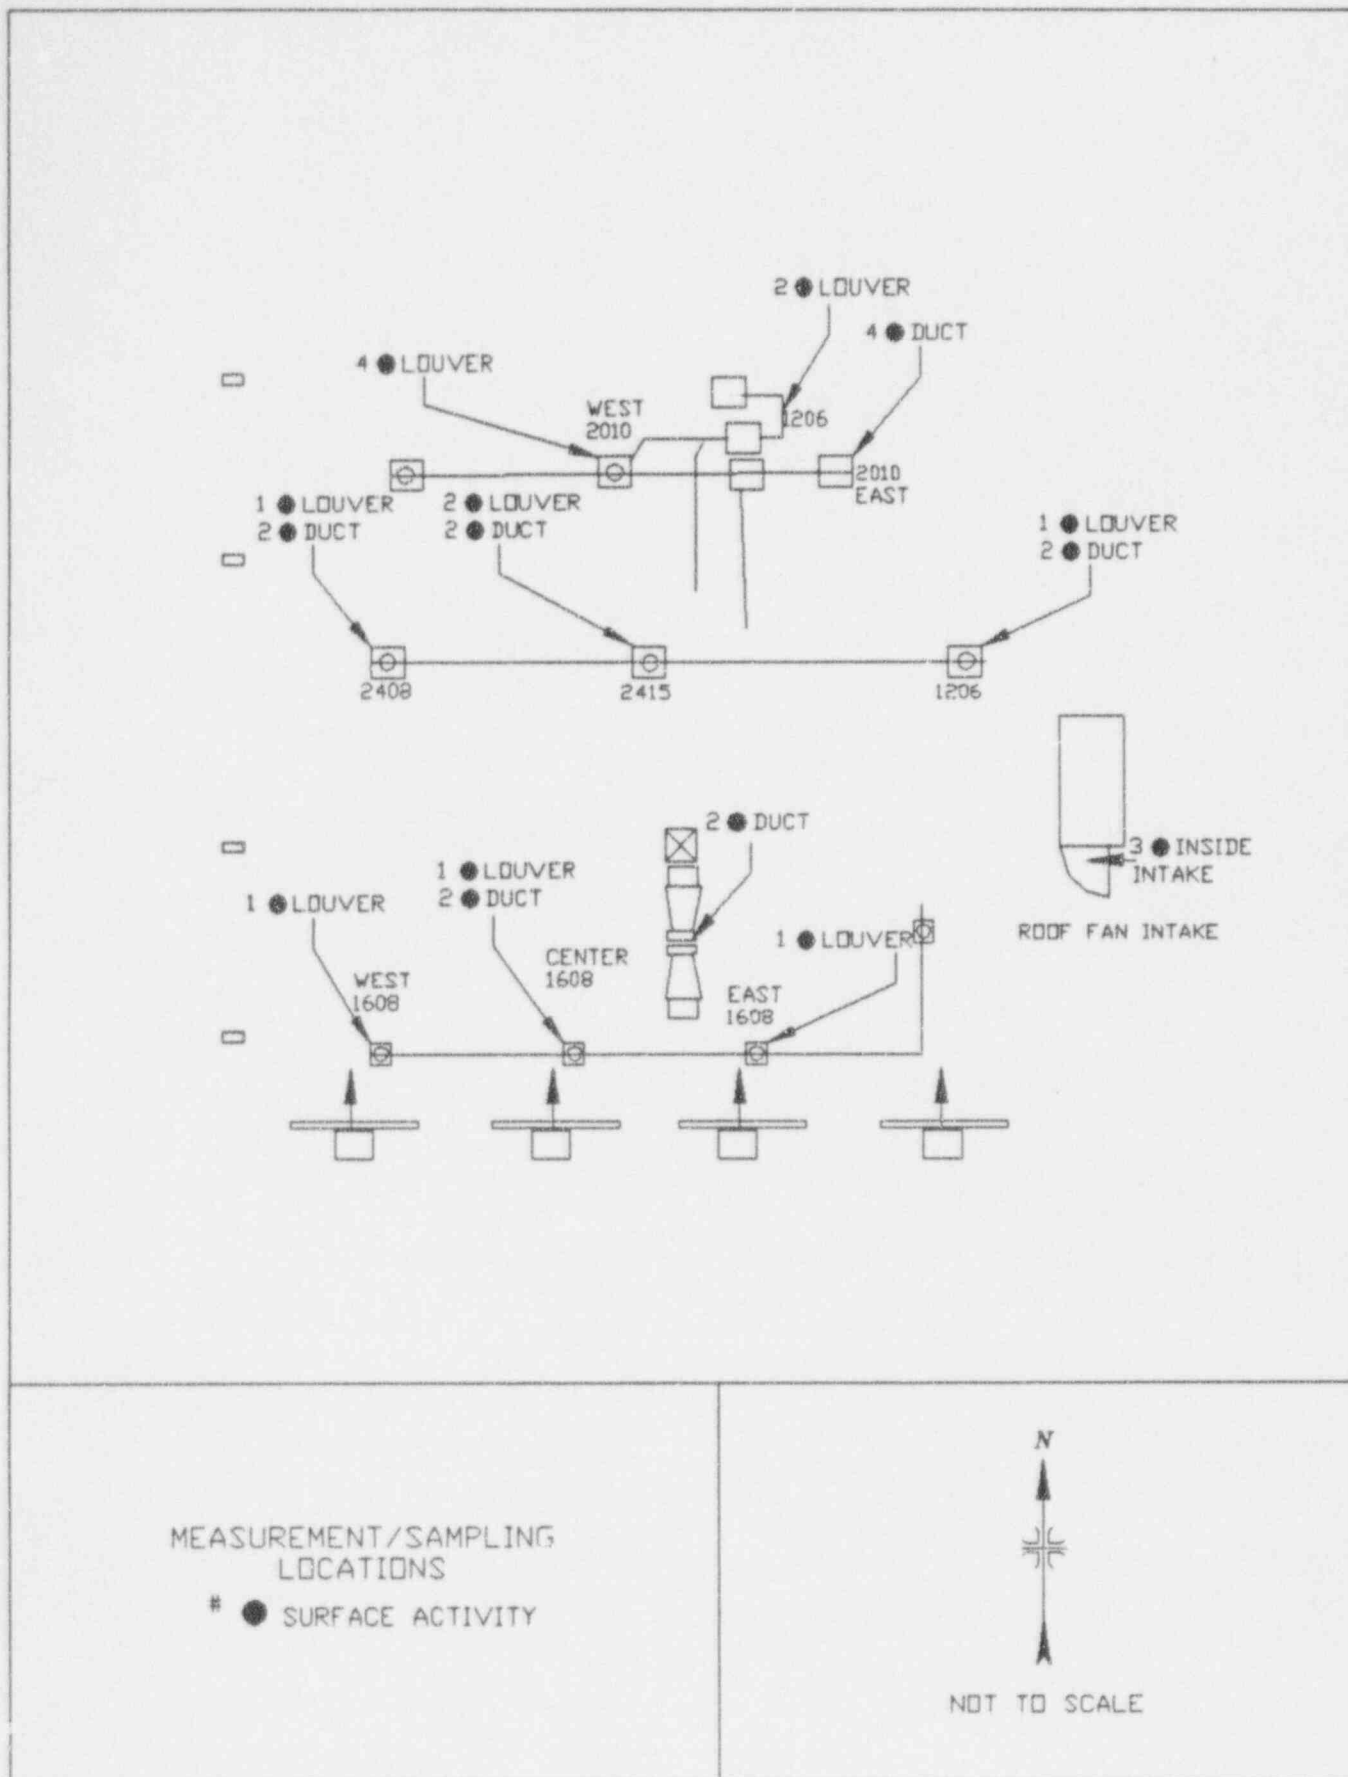 2 ● LOUVER
4 ● DUCT
4 ● LOUVER
WEST
2010
1206
2010
EAST
1 ● LOUVER
2 ● DUCT
2 ● LOUVER
2 ● DUCT
1 ● LOUVER
2 ● DUCT
2408
2415
1206
2 ● DUCT
3 ● INSIDE
INTAKE
ROOF FAN INTAKE
1 ● LOUVER
2 ● DUCT
1 ● LOUVER
1 ● LOUVER
CENTER
1608
WEST
1608
EAST
1608
MEASUREMENT/SAMPLING
LOCATIONS
# ● SURFACE ACTIVITY
N
NOT TO SCALE